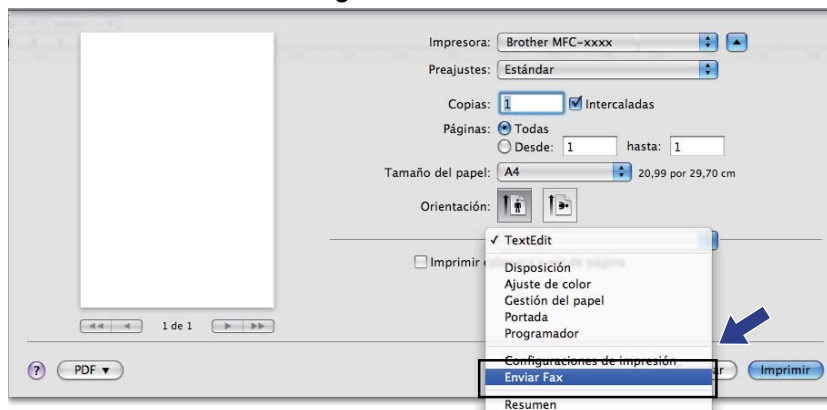 Impresora: Brother MFC-xxxx
Preajustes: Estándar
Copias: 1 Intercaladas
Páginas: Todas
Desde: 1 hasta: 1
Tamaño del papel: A4 20,99 por 29,70 cm
Orientación:
✓ TextEdit
Imprimir
Disposición
Ajuste de color
Gestión del papel
Portada
Programador
1 de 1
Configuraciones de impresión
? PDF ▼ Enviar Fax Imprimir
Resumen